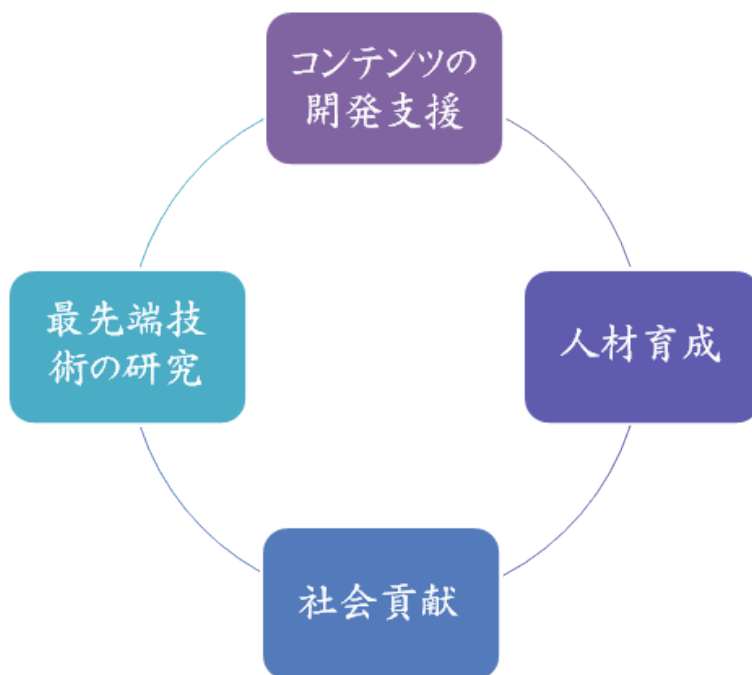 コンテンツの
開発支援
最先端技
術の研究
人材育成
社会貢献